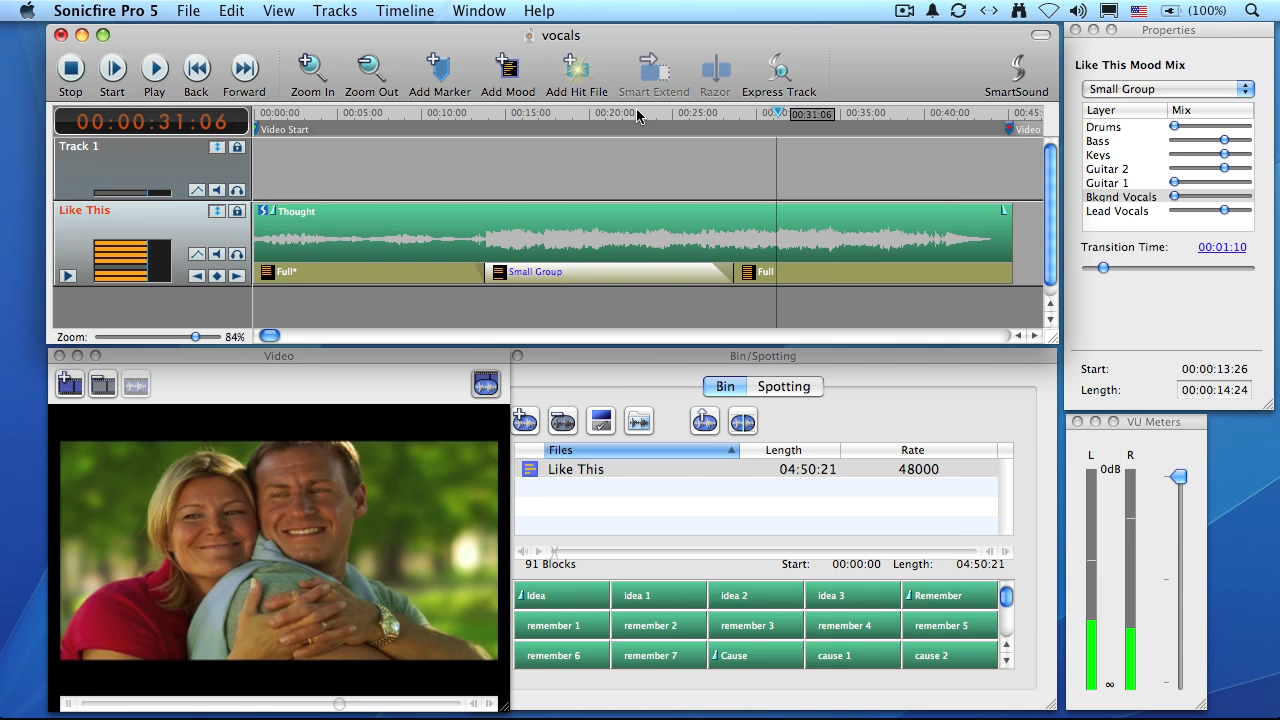 Sonicfire Pro 5 File Edit View Tracks Timeline Window Help (100%)
vocals
Stop Start Play Back Forward Zoom In Zoom Out Add Marker Add Mood Add Hit File Smart Extend Razor Express Track SmartSound
00:00:31:06
00:00:00 00:05:00 00:10:00 00:15:00 00:20:00 00:25:00 00:31:06 00:35:00 00:40:00 00:45:
Video Start Video
Track 1
Like This
Thought
Full* Small Group Full
Zoom: 84%
Properties
Like This Mood Mix
Small Group
Layer Mix
Drums
Bass
Keys
Guitar 2
Guitar 1
Bkgnd Vocals
Lead Vocals
Transition Time: 00:01:10
Start: 00:00:13:26
Length: 00:00:14:24
Video
Bin/Spotting
Bin Spotting
Files Length Rate
Like This 04:50:21 48000
91 Blocks Start: 00:00:00 Length: 04:50:21
Idea idea 1 idea 2 idea 3 Remember
remember 1 remember 2 remember 3 remember 4 remember 5
remember 6 remember 7 Cause cause 1 cause 2
VU Meters
L R
0dB
∞